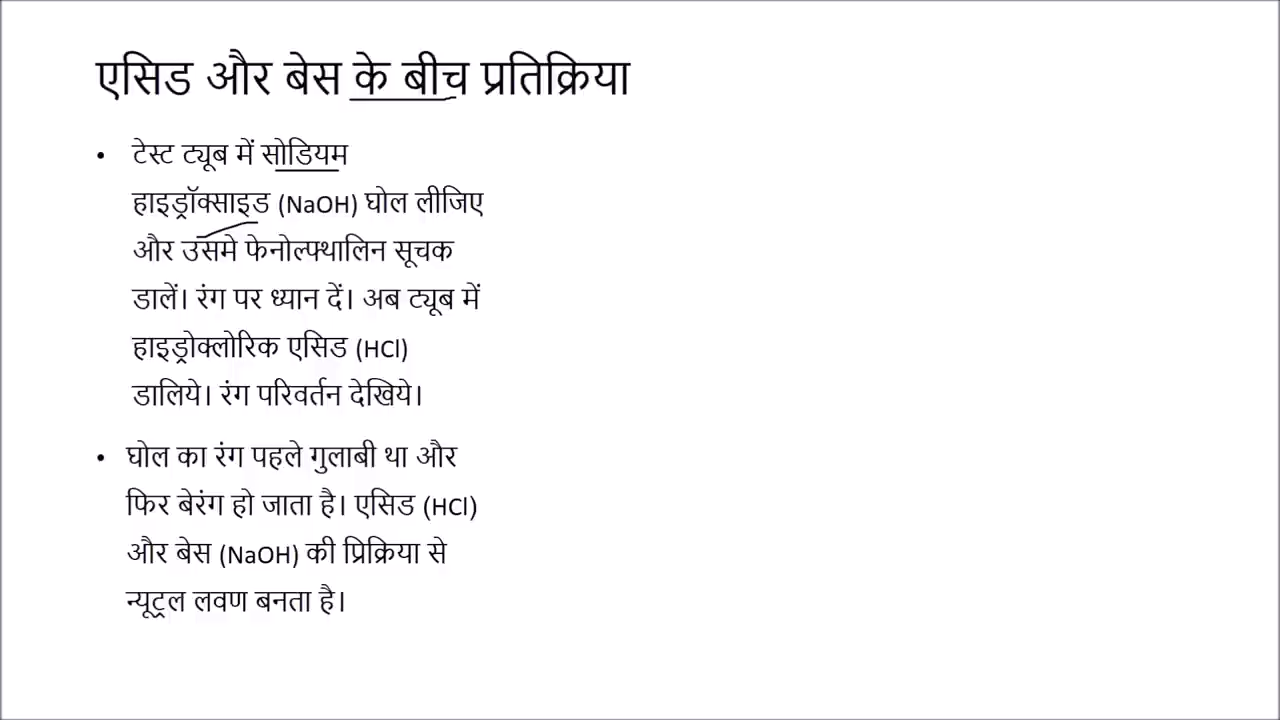 एसिड और बेस के बीच प्रतिक्रिया
• टेस्ट ट्यूब में सोडियम
हाइड्रॉक्साइड (NaOH) घोल लीजिए
और उसमे फेनोल्फ्थालिन सूचक
डालें। रंग पर ध्यान दें। अब ट्यूब में
हाइड्रोक्लोरिक एसिड (HCl)
डालिये। रंग परिवर्तन देखिये।
• घोल का रंग पहले गुलाबी था और
फिर बेरंग हो जाता है। एसिड (HCl)
और बेस (NaOH) की प्रिक्रिया से
न्यूट्रल लवण बनता है।